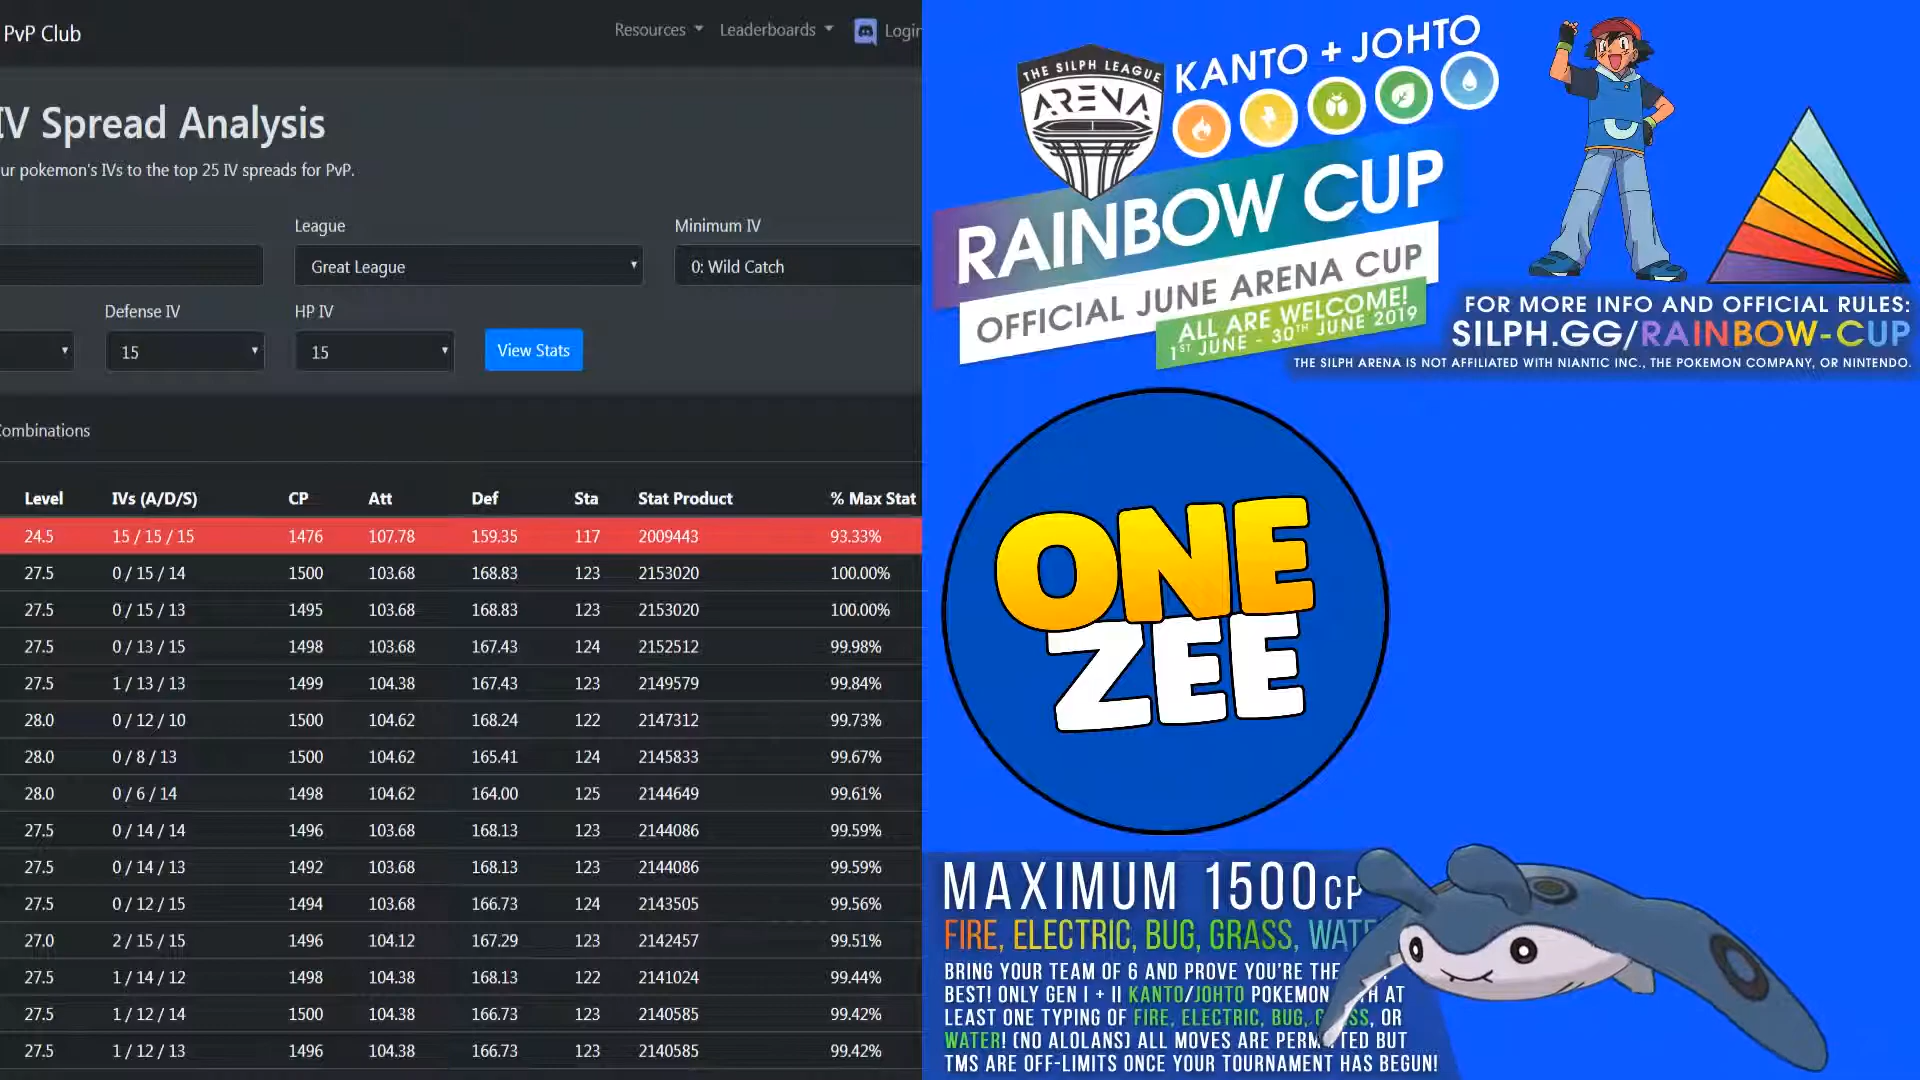 PvP Club
Resources
Leaderboards
Login
IV Spread Analysis
ur pokemon's IVs to the top 25 IV spreads for PvP.
League
Minimum IV
Great League
0: Wild Catch
Defense IV
HP IV
15
15
View Stats
Combinations
Level IVs (A/D/S) CP Att Def Sta Stat Product % Max Stat
24.5 15 / 15 / 15 1476 107.78 159.35 117 2009443 93.33%
27.5 0 / 15 / 14 1500 103.68 168.83 123 2153020 100.00%
27.5 0 / 15 / 13 1495 103.68 168.83 123 2153020 100.00%
27.5 0 / 13 / 15 1498 103.68 167.43 124 2152512 99.98%
27.5 1 / 13 / 13 1499 104.38 167.43 123 2149579 99.84%
28.0 0 / 12 / 10 1500 104.62 168.24 122 2147312 99.73%
28.0 0 / 8 / 13 1500 104.62 165.41 124 2145833 99.67%
28.0 0 / 6 / 14 1498 104.62 164.00 125 2144649 99.61%
27.5 0 / 14 / 14 1496 103.68 168.13 123 2144086 99.59%
27.5 0 / 14 / 13 1492 103.68 168.13 123 2144086 99.59%
27.5 0 / 12 / 15 1494 103.68 166.73 124 2143505 99.56%
27.0 2 / 15 / 15 1496 104.12 167.29 123 2142457 99.51%
27.5 1 / 14 / 12 1498 104.38 168.13 122 2141024 99.44%
27.5 1 / 12 / 14 1500 104.38 166.73 123 2140585 99.42%
27.5 1 / 12 / 13 1496 104.38 166.73 123 2140585 99.42%
THE SILPH LEAGUE
ARENA
KANTO + JOHTO
RAINBOW CUP
OFFICIAL JUNE ARENA CUP
ALL ARE WELCOME!
1ST JUNE - 30TH JUNE 2019
FOR MORE INFO AND OFFICIAL RULES:
SILPH.GG/RAINBOW-CUP
THE SILPH ARENA IS NOT AFFILIATED WITH NIANTIC INC., THE POKEMON COMPANY, OR NINTENDO.
ONE
ZEE
MAXIMUM 1500CP
FIRE, ELECTRIC, BUG, GRASS, WATE
BRING YOUR TEAM OF 6 AND PROVE YOU'RE THE
BEST! ONLY GEN I + II KANTO/JOHTO POKEMON AT
LEAST ONE TYPING OF FIRE, ELECTRIC, BUG, OR
WATER! (NO ALOLANS) ALL MOVES ARE BUT
TMS ARE OFF-LIMITS ONCE YOUR TOURNAMENT HAS BEGUN!